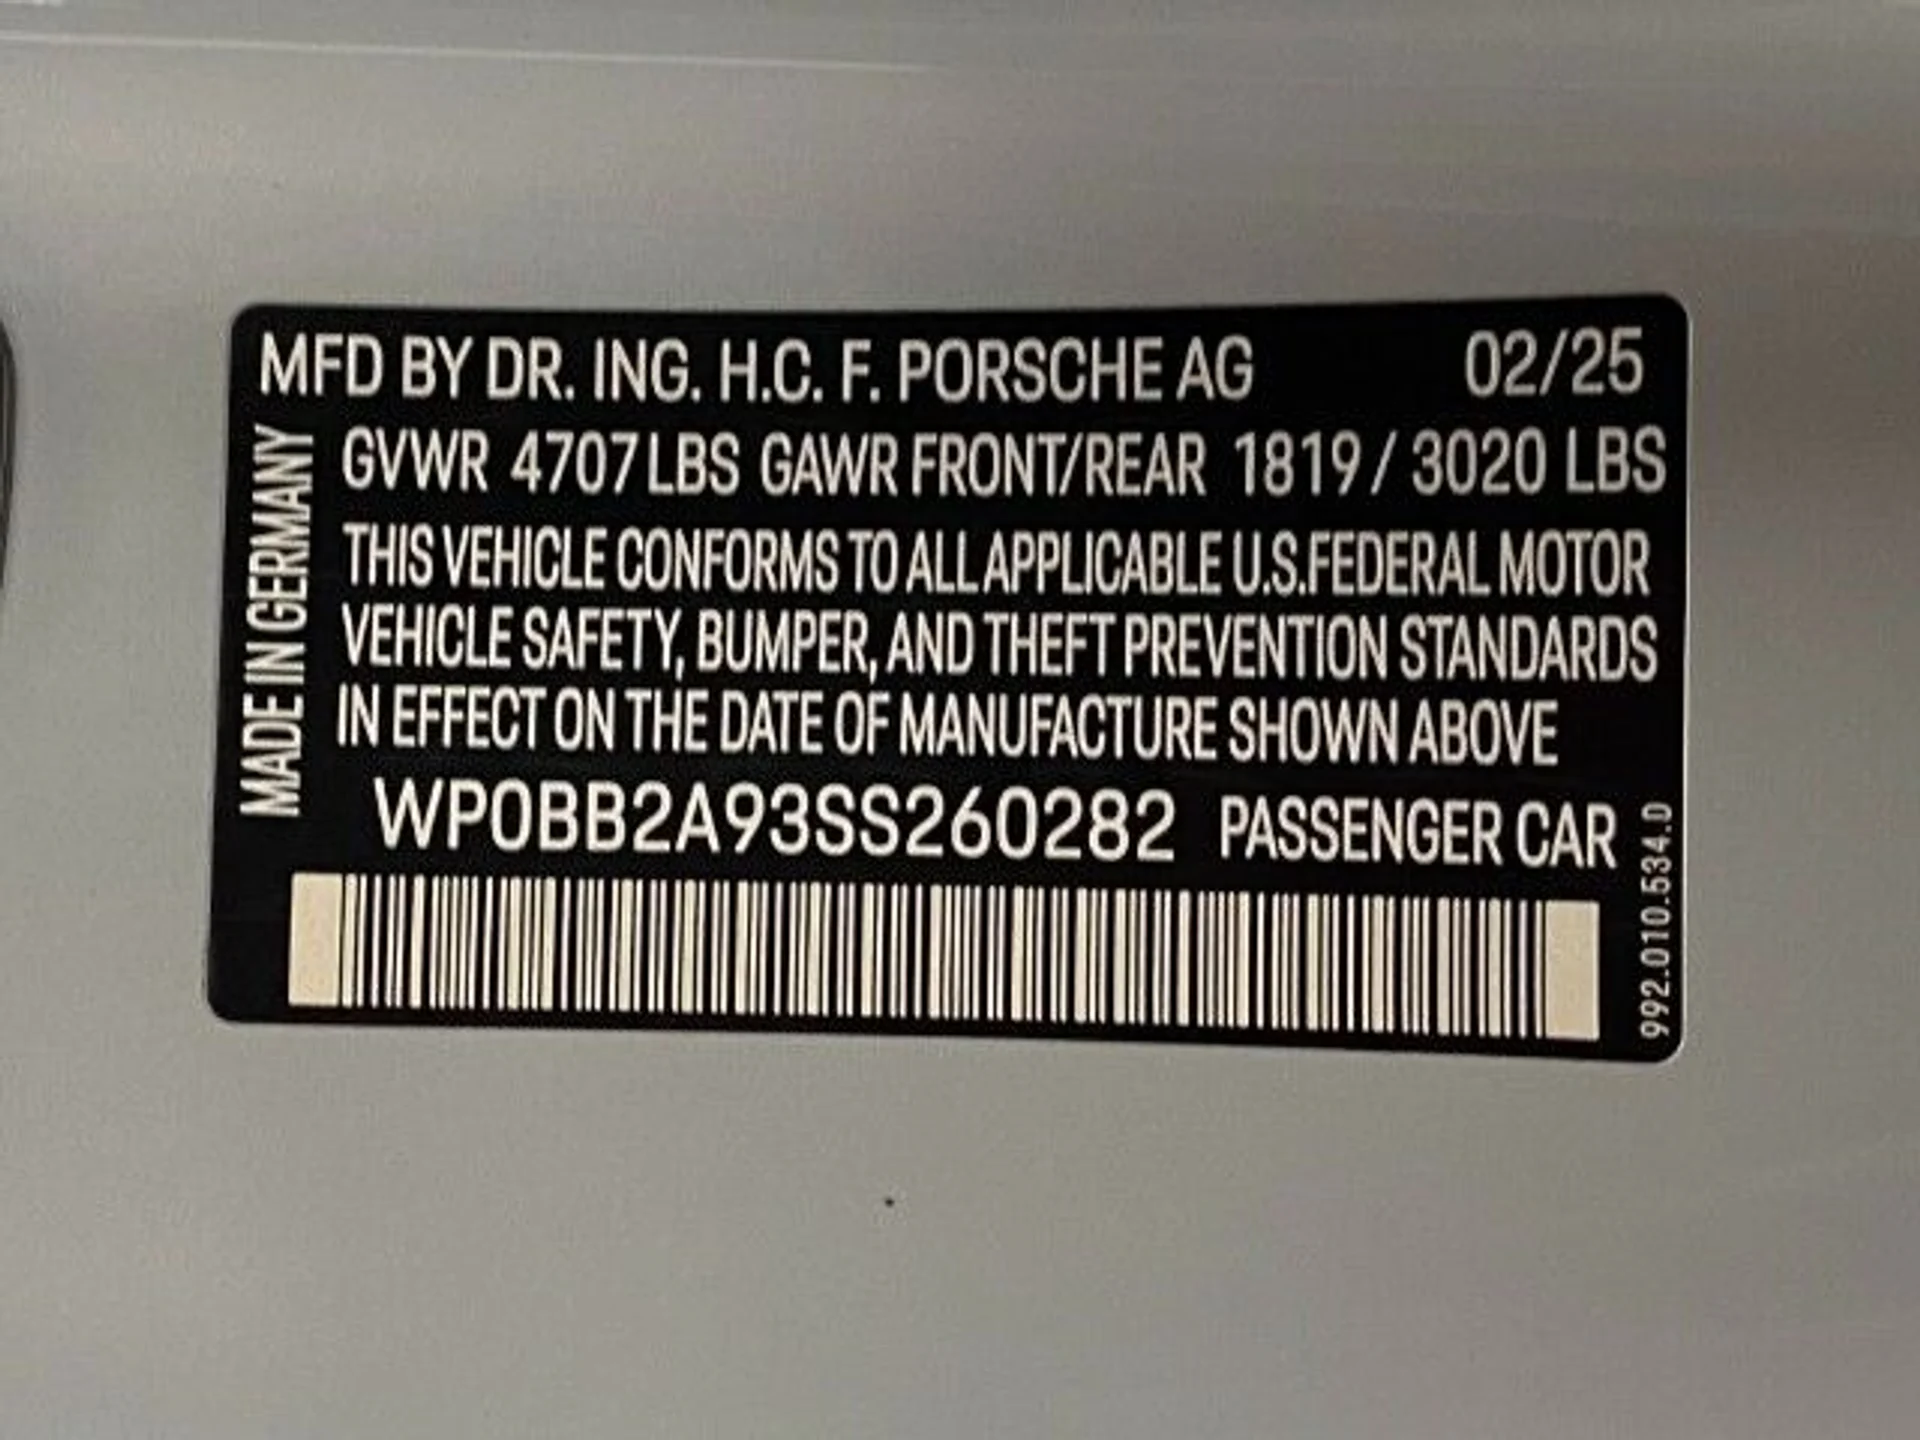 MFD BY DR. ING. H.C. F. PORSCHE AG 02/25
GVWR 4707 LBS GAWR FRONT/REAR 1819 / 3020 LBS
THIS VEHICLE CONFORMS TO ALL APPLICABLE U.S.FEDERAL MOTOR
VEHICLE SAFETY, BUMPER, AND THEFT PREVENTION STANDARDS
IN EFFECT ON THE DATE OF MANUFACTURE SHOWN ABOVE
WP0BB2A93SS260282 PASSENGER CAR
MADE IN GERMANY
992.010.534.0